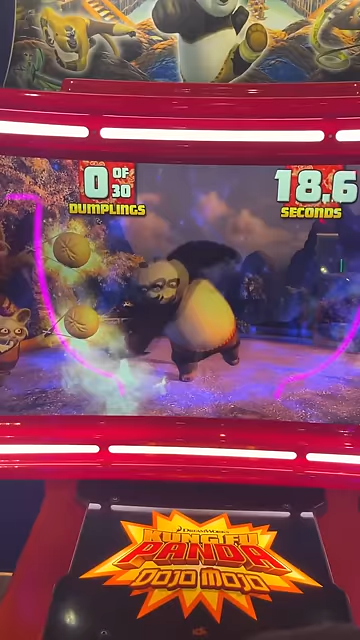 0 OF 30
DUMPLINGS
18.6
SECONDS
DREAMWORKS
KUNG FU
PANDA
DOJO MOJO